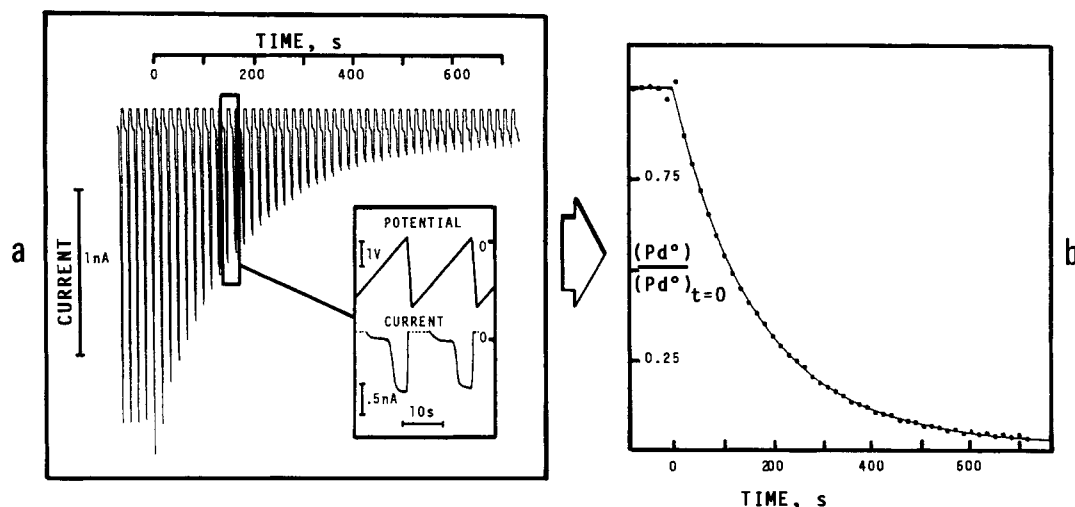 a
TIME, s
0 200 400 600
CURRENT
1nA
POTENTIAL
1V
0
CURRENT
0
.5nA
10s
b
0.75
(Pd°)
(Pd°)t=0
0.25
0 200 400 600
TIME, s